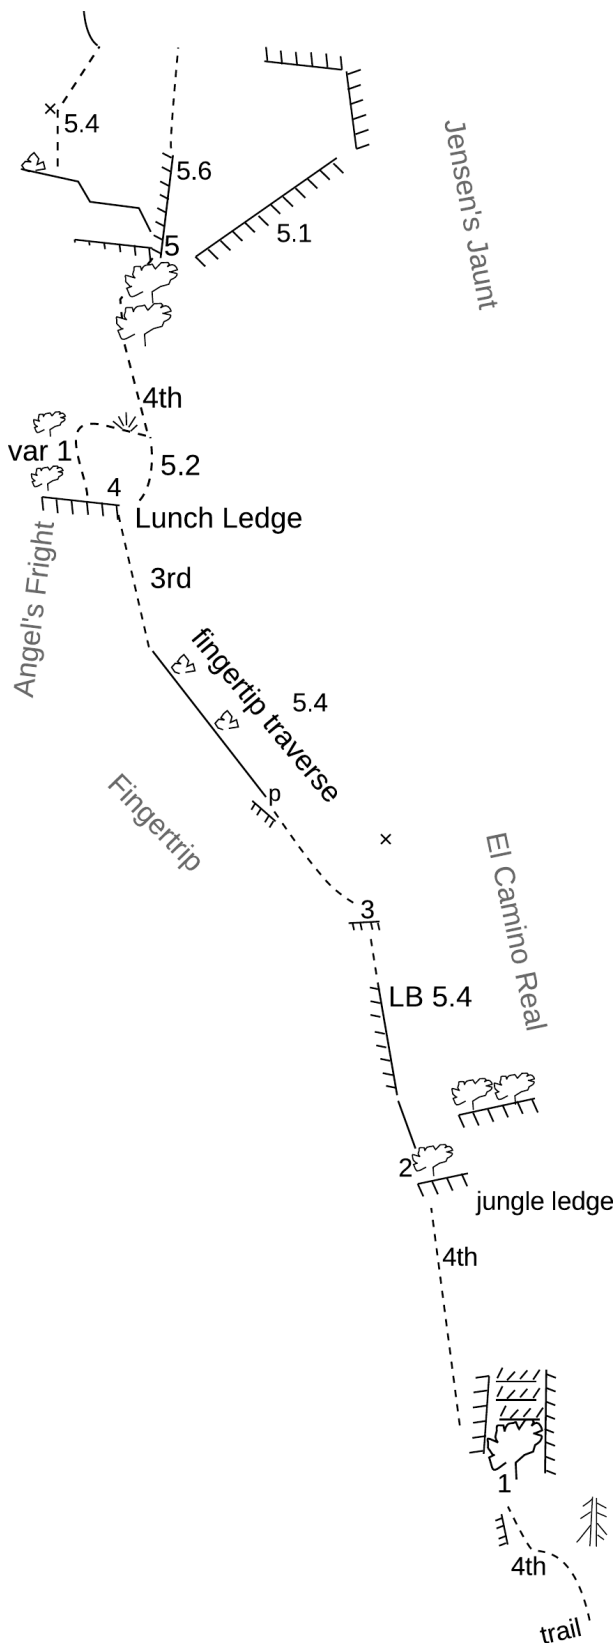 5.4
5.6
Jensen's Jaunt
5.1
5
4th
var 1
5.2
4
Lunch Ledge
Angel's Fright
3rd
fingertip traverse
5.4
p
Fingertrip
El Camino Real
3
LB 5.4
2
jungle ledge
4th
1
4th
trail